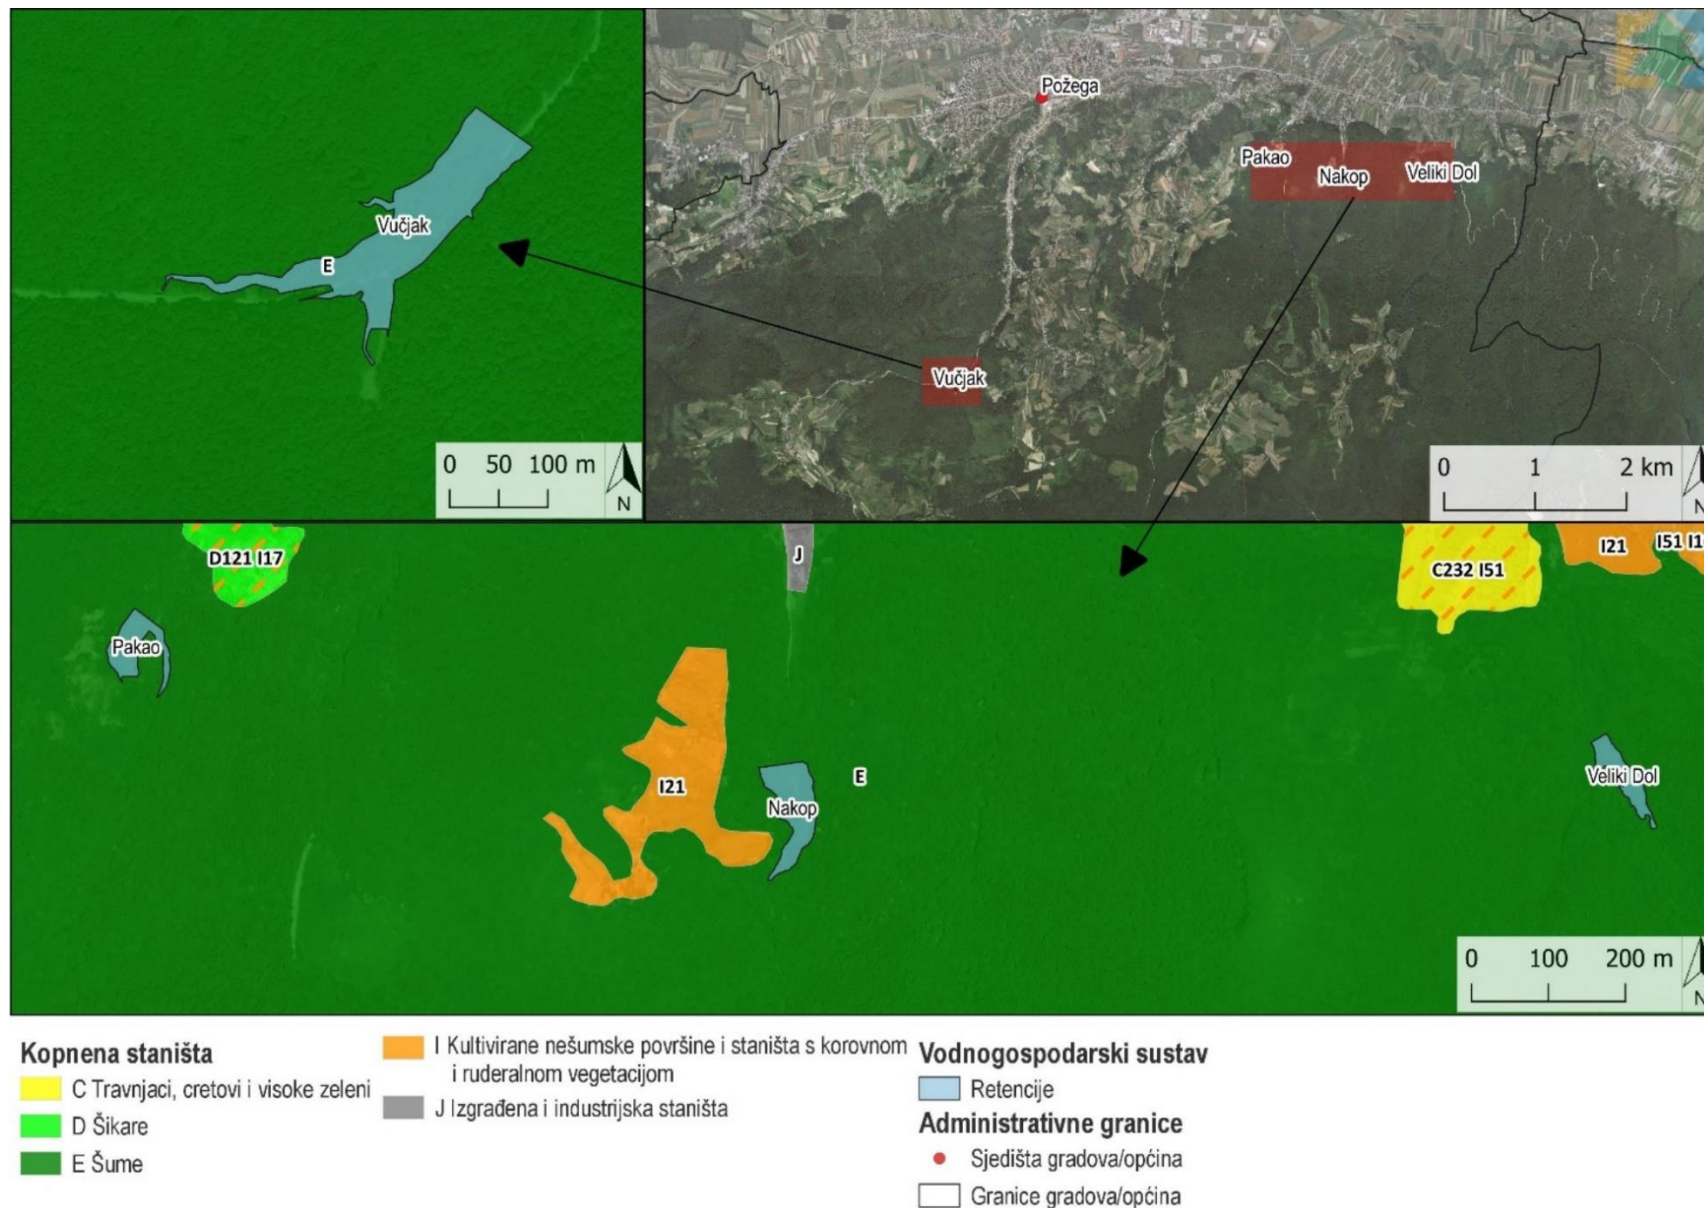 Vučjak
E
0 50 100 m
N
Požega
Pakao
Nakop
Veliki Dol
Vučjak
0 1 2 km
N
D121 I17
J
C232 I51
I21
I51 I1
Pakao
I21
Nakop
E
Veliki Dol
0 100 200 m
N
Kopnena staništa
C Travnjaci, cretovi i visoke zeleni
D Šikare
E Šume
I Kultivirane nešumske površine i staništa s korovnom
i ruderalnom vegetacijom
J Izgrađena i industrijska staništa
Vodnogospodarski sustav
Retencije
Administrativne granice
Sjedišta gradova/općina
Granice gradova/općina